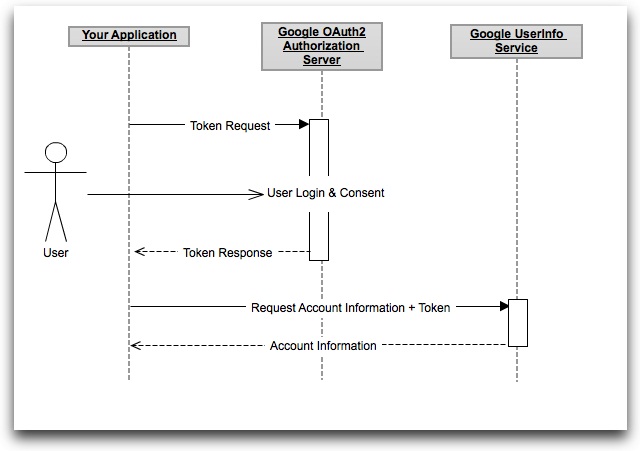 Your Application
Google OAuth2
Authorization
Server
Google UserInfo
Service
Token Request
User Login & Consent
User
Token Response
Request Account Information + Token
Account Information